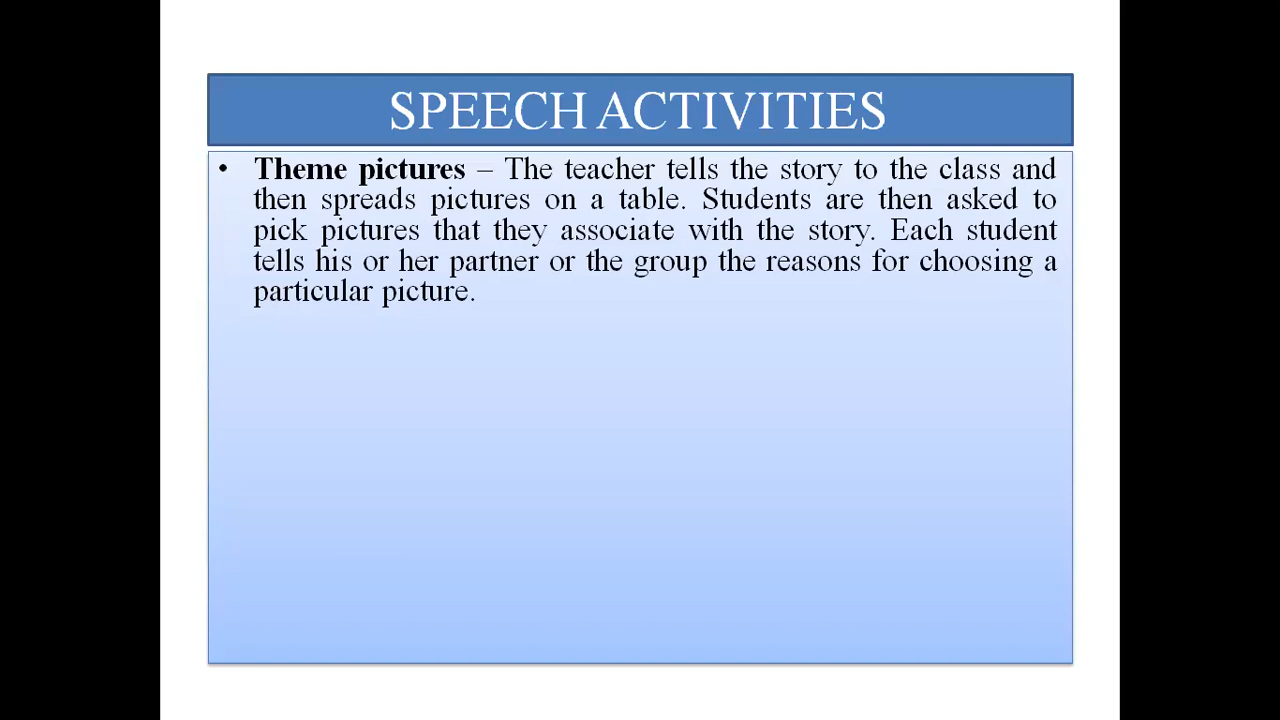 SPEECH ACTIVITIES
• Theme pictures – The teacher tells the story to the class and
then spreads pictures on a table. Students are then asked to
pick pictures that they associate with the story. Each student
tells his or her partner or the group the reasons for choosing a
particular picture.